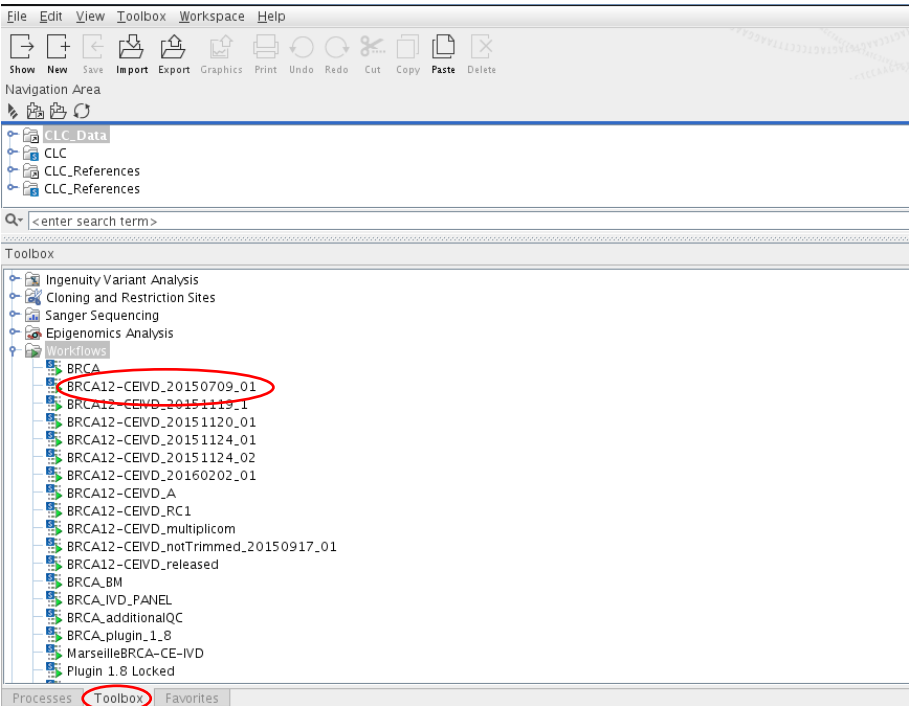 File Edit View Toolbox Workspace Help
Show New Save Import Export Graphics Print Undo Redo Cut Copy Paste Delete
Navigation Area
CLC_Data
CLC
CLC_References
CLC_References
<enter search term>
Toolbox
Ingenuity Variant Analysis
Cloning and Restriction Sites
Sanger Sequencing
Epigenomics Analysis
Workflows
BRCA
BRCA12-CEIVD_20150709_01
BRCA12-CEIVD_20151119_1
BRCA12-CEIVD_20151120_01
BRCA12-CEIVD_20151124_01
BRCA12-CEIVD_20151124_02
BRCA12-CEIVD_20160202_01
BRCA12-CEIVD_A
BRCA12-CEIVD_RC1
BRCA12-CEIVD_multiplicom
BRCA12-CEIVD_notTrimmed_20150917_01
BRCA12-CEIVD_released
BRCA_BM
BRCA_IVD_PANEL
BRCA_additionalQC
BRCA_plugin_1_8
MarseilleBRCA-CE-IVD
Plugin 1.8 Locked
Processes Toolbox Favorites